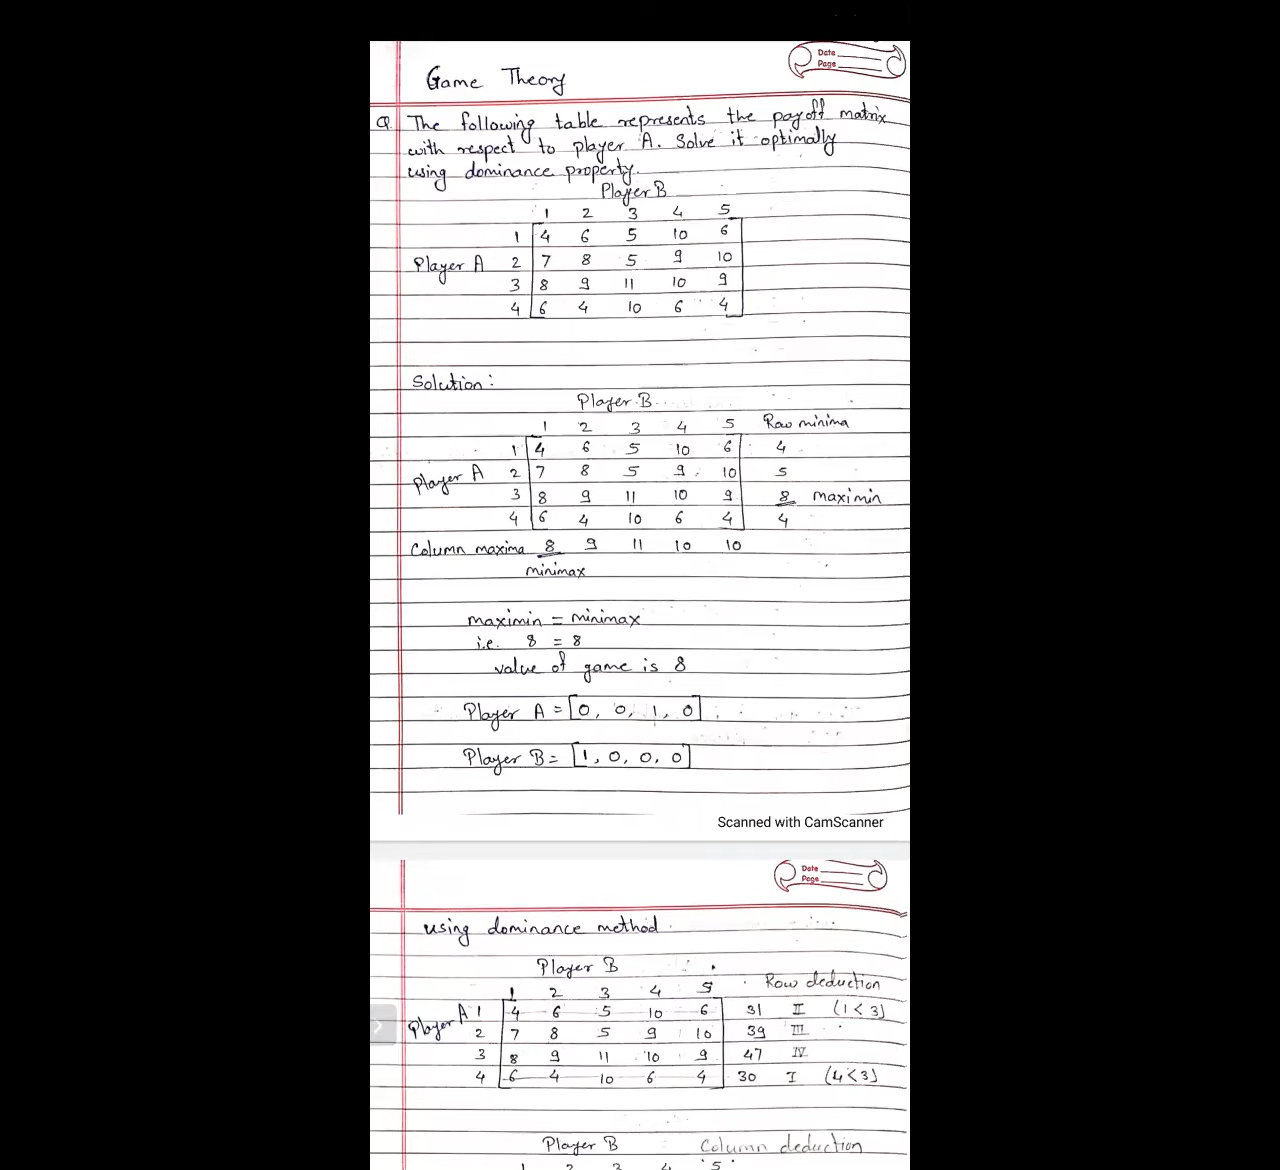 Date
Page
Game Theory
Q. The following table represents the payoff matrix
with respect to player A. Solve it optimally
using dominance property.
Player B
1 2 3 4 5
1 4 6 5 10 6
Player A 2 7 8 5 9 10
3 8 9 11 10 9
4 6 4 10 6 4
Solution:
Player B
1 2 3 4 5 Row minima
1 4 6 5 10 6 4
Player A 2 7 8 5 9 10 5
3 8 9 11 10 9 8 maximin
4 6 4 10 6 4 4
Column maxima 8 9 11 10 10
minimax
maximin = minimax
i.e. 8 = 8
value of game is 8
Player A = [0, 0, 1, 0]
Player B = [1, 0, 0, 0]
Scanned with CamScanner
Date
Page
using dominance method.
Player B
1 2 3 4 5 Row deduction
Player A 1 4 6 5 10 6 31 II (1<3)
2 7 8 5 9 10 39 III
3 8 9 11 10 9 47 IV
4 6 4 10 6 4 30 I (4<3)
Player B Column deduction
1 2 3 4 5